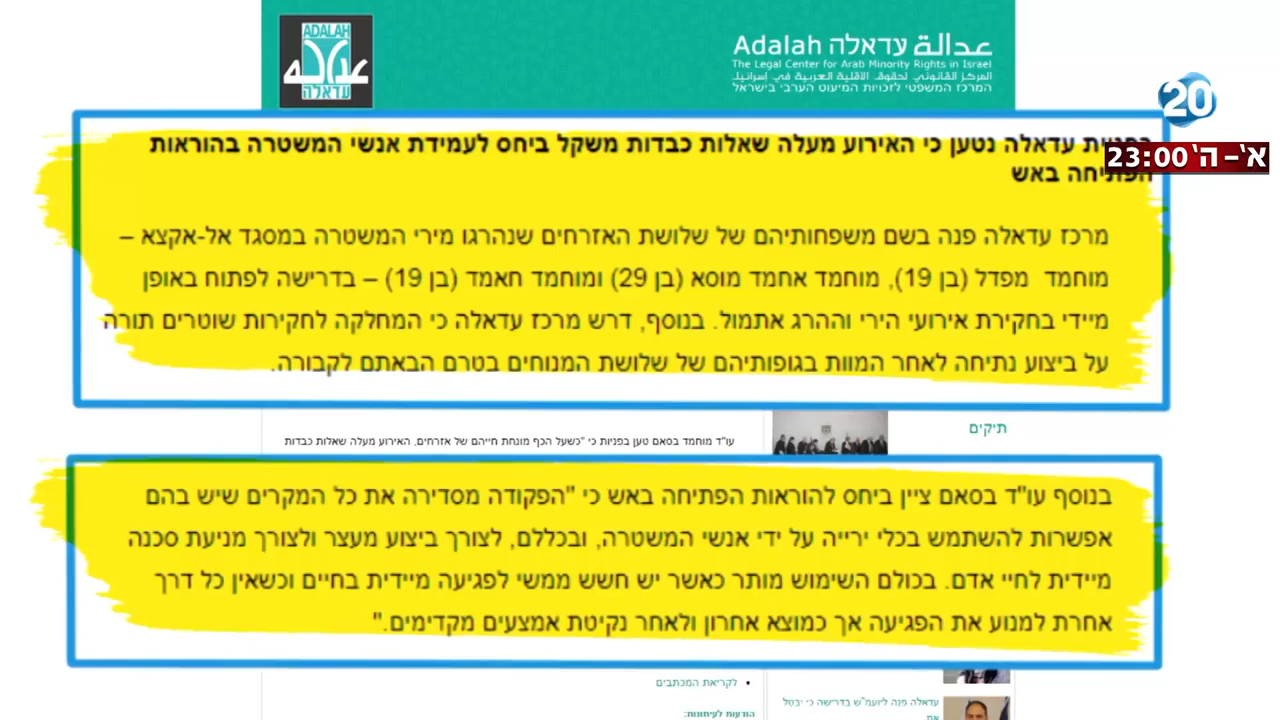 ADALAH
عدالة
עדאלה
Adalah עדאלה عدالة
The Legal Center for Arab Minority Rights in Israel
المركز القانوني لحقوق الأقلية العربية في إسرائيل
המרכז המשפטי לזכויות המיעוט הערבי בישראל
20
א'-ה' 23:00
בפניית עדאלה נטען כי האירוע מעלה שאלות כבדות משקל ביחס לעמידת אנשי המשטרה בהוראות
הפתיחה באש
מרכז עדאלה פנה בשם משפחותיהם של שלושת האזרחים שנהרגו מירי המשטרה במסגד אל-אקצא –
מוחמד מפדל (בן 19), מוחמד אחמד מוסא (בן 29) ומוחמד חאמד (בן 19) – בדרישה לפתוח באופן
מיידי בחקירת אירועי הירי וההרג אתמול. בנוסף, דרש מרכז עדאלה כי המחלקה לחקירות שוטרים תורה
על ביצוע נתיחה לאחר המוות בגופותיהם של שלושת המנוחים בטרם הבאתם לקבורה.
תיקים
עו"ד מוחמד בסאם טען בפניות כי "כשעל הכף מונחת חייהם של אזרחים, האירוע מעלה שאלות כבדות
בנוסף עו"ד בסאם ציין ביחס להוראות הפתיחה באש כי "הפקודה מסדירה את כל המקרים שיש בהם
אפשרות להשתמש בכלי ירייה על ידי אנשי המשטרה, ובכללם, לצורך ביצוע מעצר ולצורך מניעת סכנה
מיידית לחיי אדם. בכולם השימוש מותר כאשר יש חשש ממשי לפגיעה מיידית בחיים וכשאין כל דרך
אחרת למנוע את הפגיעה אך כמוצא אחרון ולאחר נקיטת אמצעים מקדימים."
• לקריאת המכתבים
הודעות לעיתונות:
עדאלה פנה ליועמ"ש בדרישה כי יבטל
את